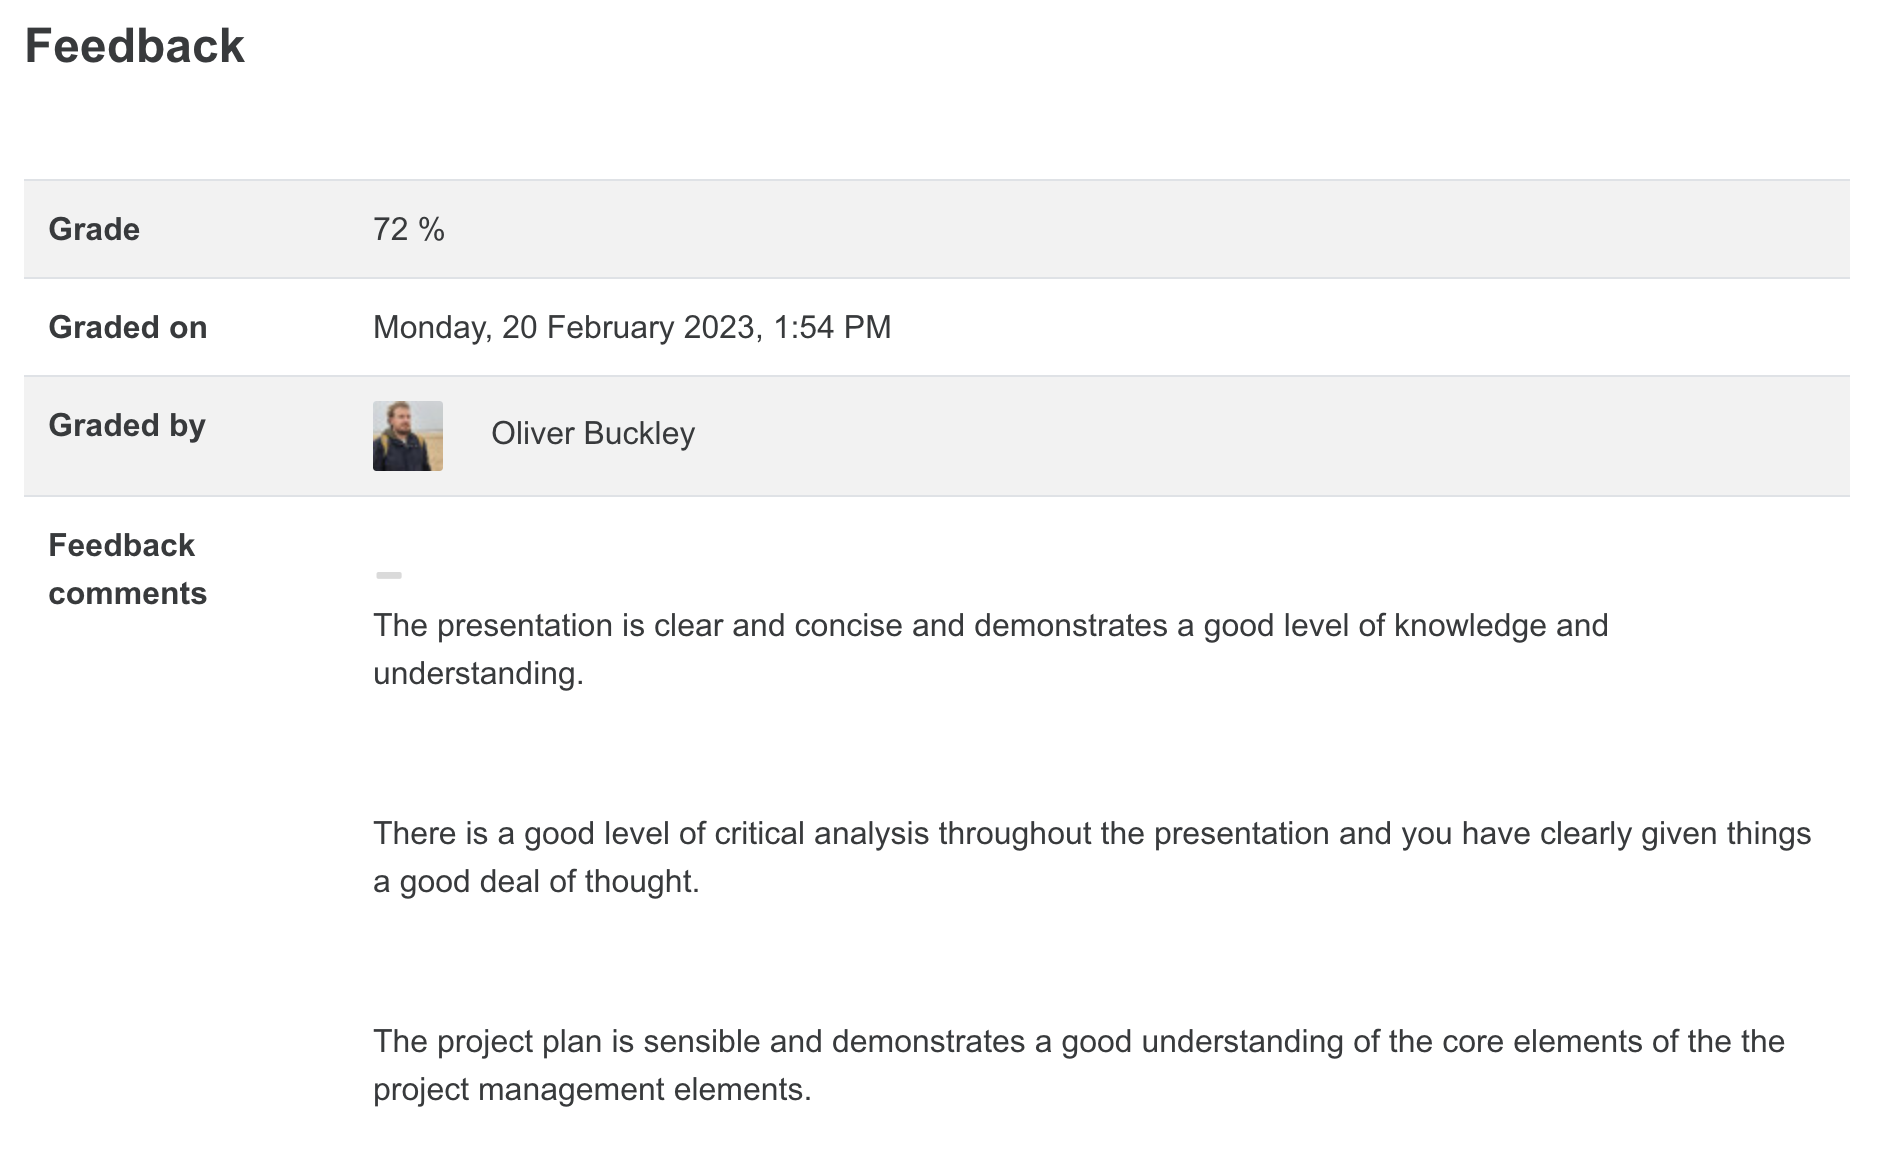 Feedback
Grade
72 %
Graded on
Monday, 20 February 2023, 1:54 PM
Graded by
Oliver Buckley
Feedback
comments
The presentation is clear and concise and demonstrates a good level of knowledge and
understanding.
There is a good level of critical analysis throughout the presentation and you have clearly given things
a good deal of thought.
The project plan is sensible and demonstrates a good understanding of the core elements of the the
project management elements.